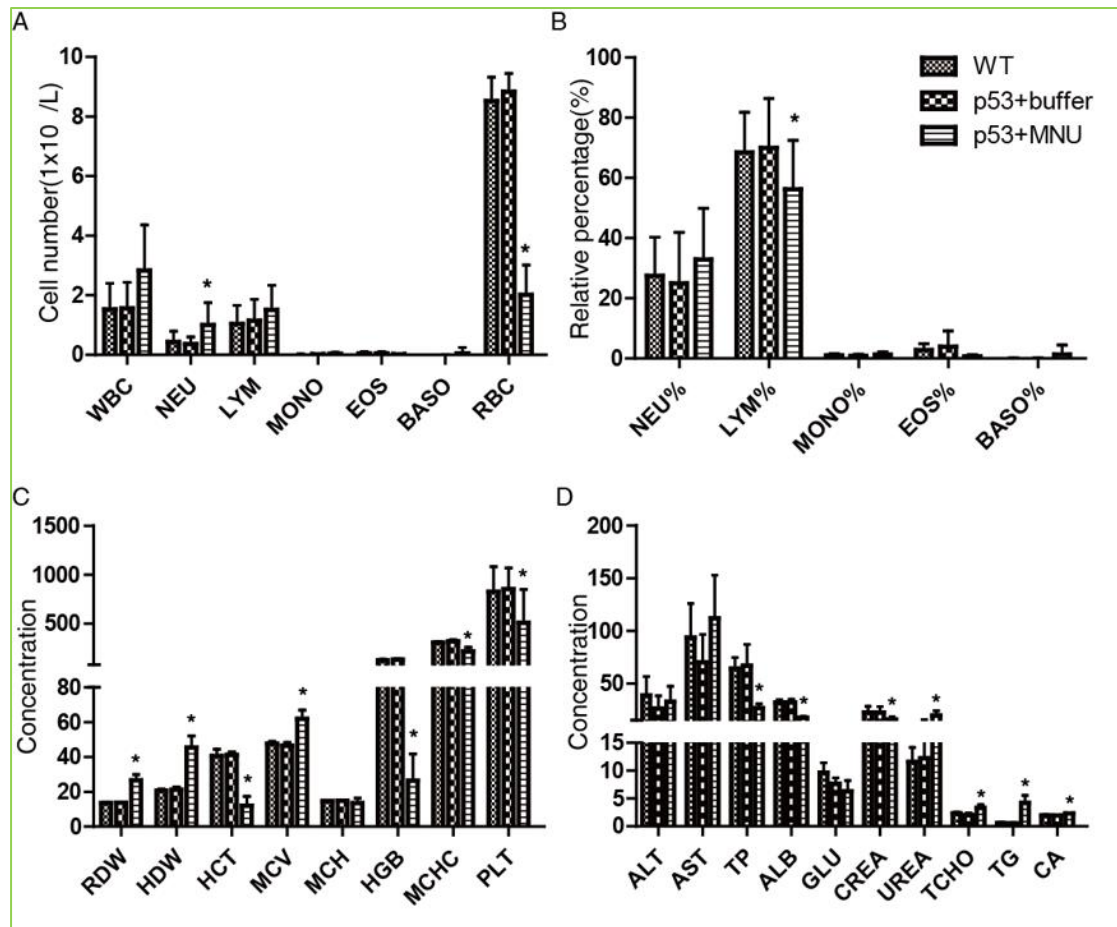 A
Cell number(1x10 /L)
10
8
6
4
2
0
*
*
WBC
NEU
LYM
MONO
EOS
BASO
RBC
B
Relative percentage(%)
100
80
60
40
20
0
*
WT
p53+buffer
p53+MNU
NEU%
LYM%
MONO%
EOS%
BASO%
C
Concentration
1500
1000
500
80
60
40
20
0
*
*
*
*
*
*
*
RDW
HDW
HCT
MCV
MCH
HGB
MCHC
PLT
D
Concentration
200
150
100
50
15
10
5
0
*
*
*
*
*
*
*
ALT
AST
TP
ALB
GLU
CREA
UREA
TCHO
TG
CA